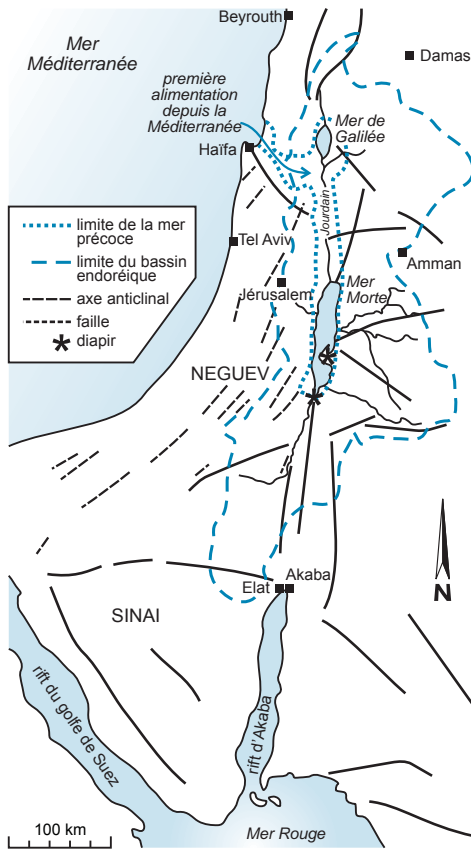 Beyrouth
Mer
Méditerranée
Damas
première
alimentation
depuis la
Méditerranée
Mer de
Galilée
Haïfa
Jourdain
limite de la mer
précoce
limite du bassin
endoréique
axe anticlinal
faille
diapir
Tel Aviv
Amman
Jérusalem
Mer
Morte
NEGUEV
N
Elat
Akaba
SINAI
rift du golfe de Suez
rift d'Akaba
100 km
Mer Rouge